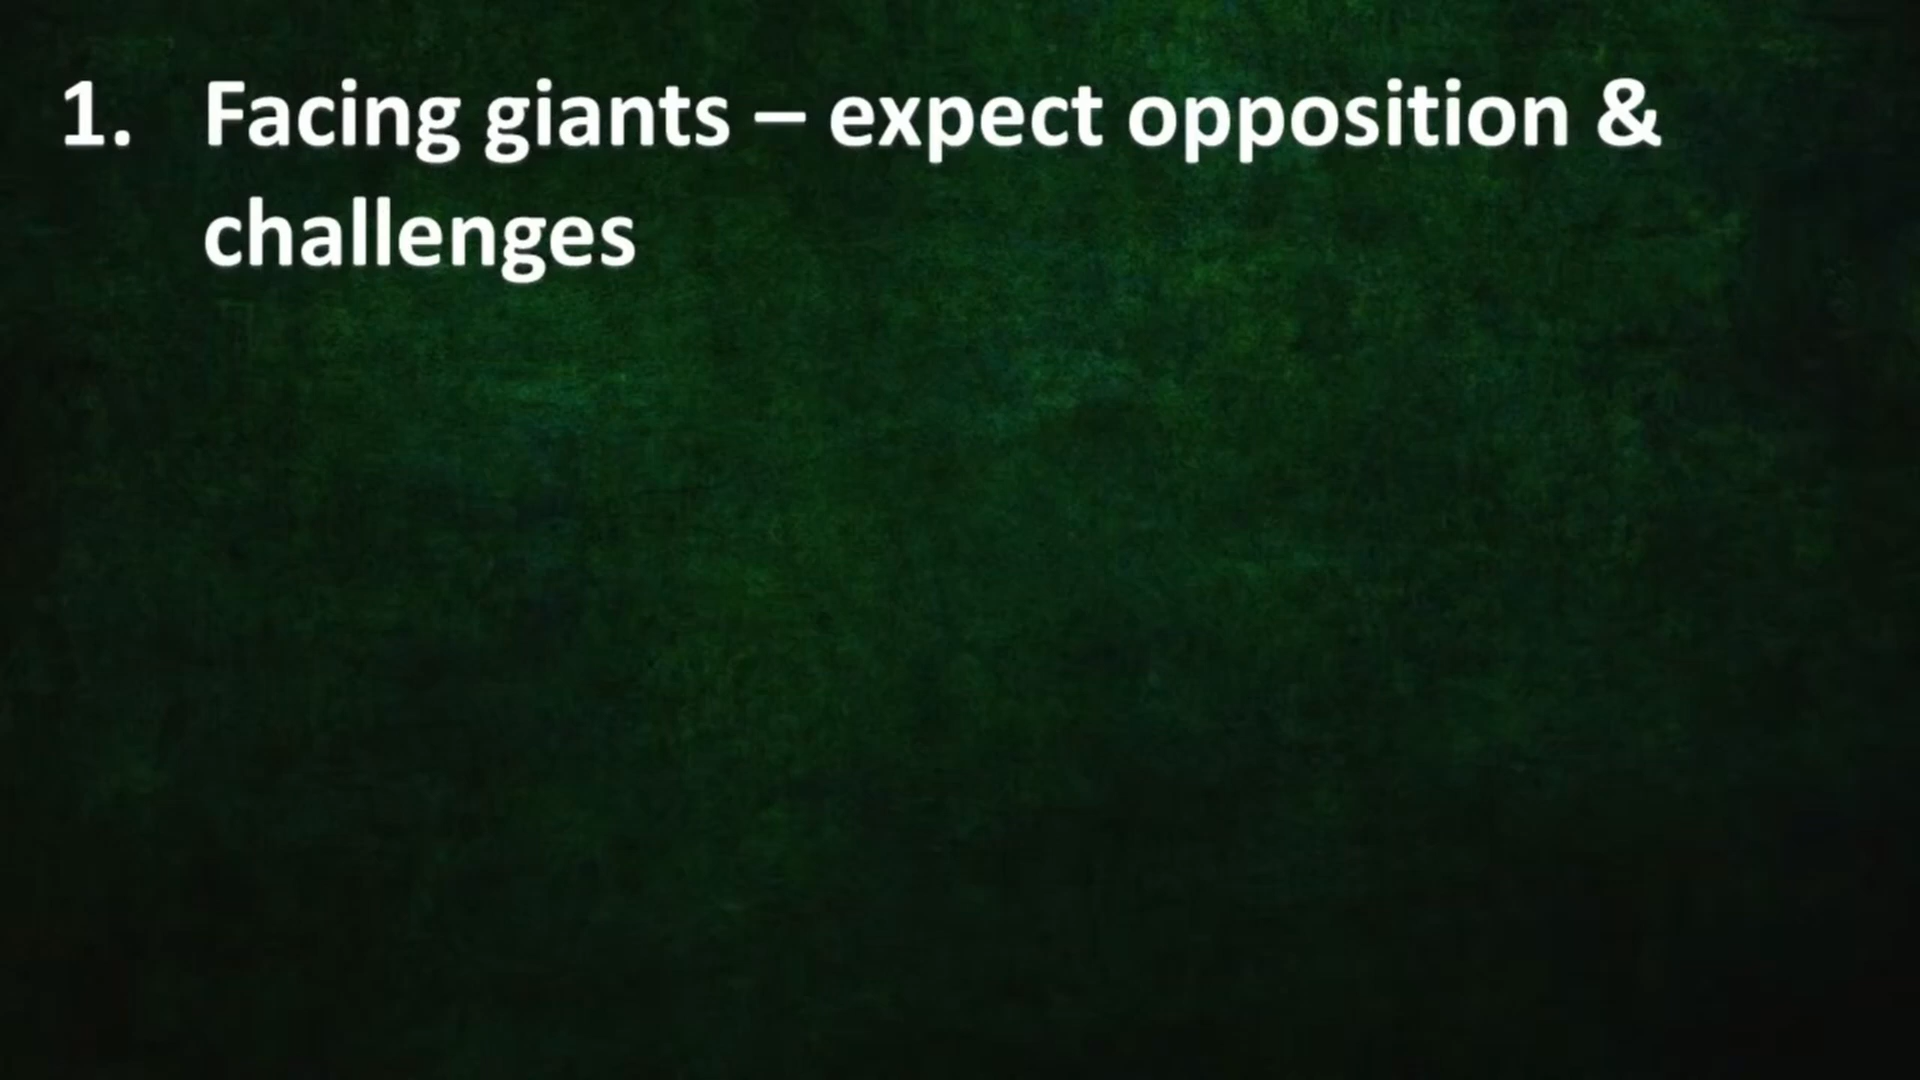 1. Facing giants – expect opposition &
challenges